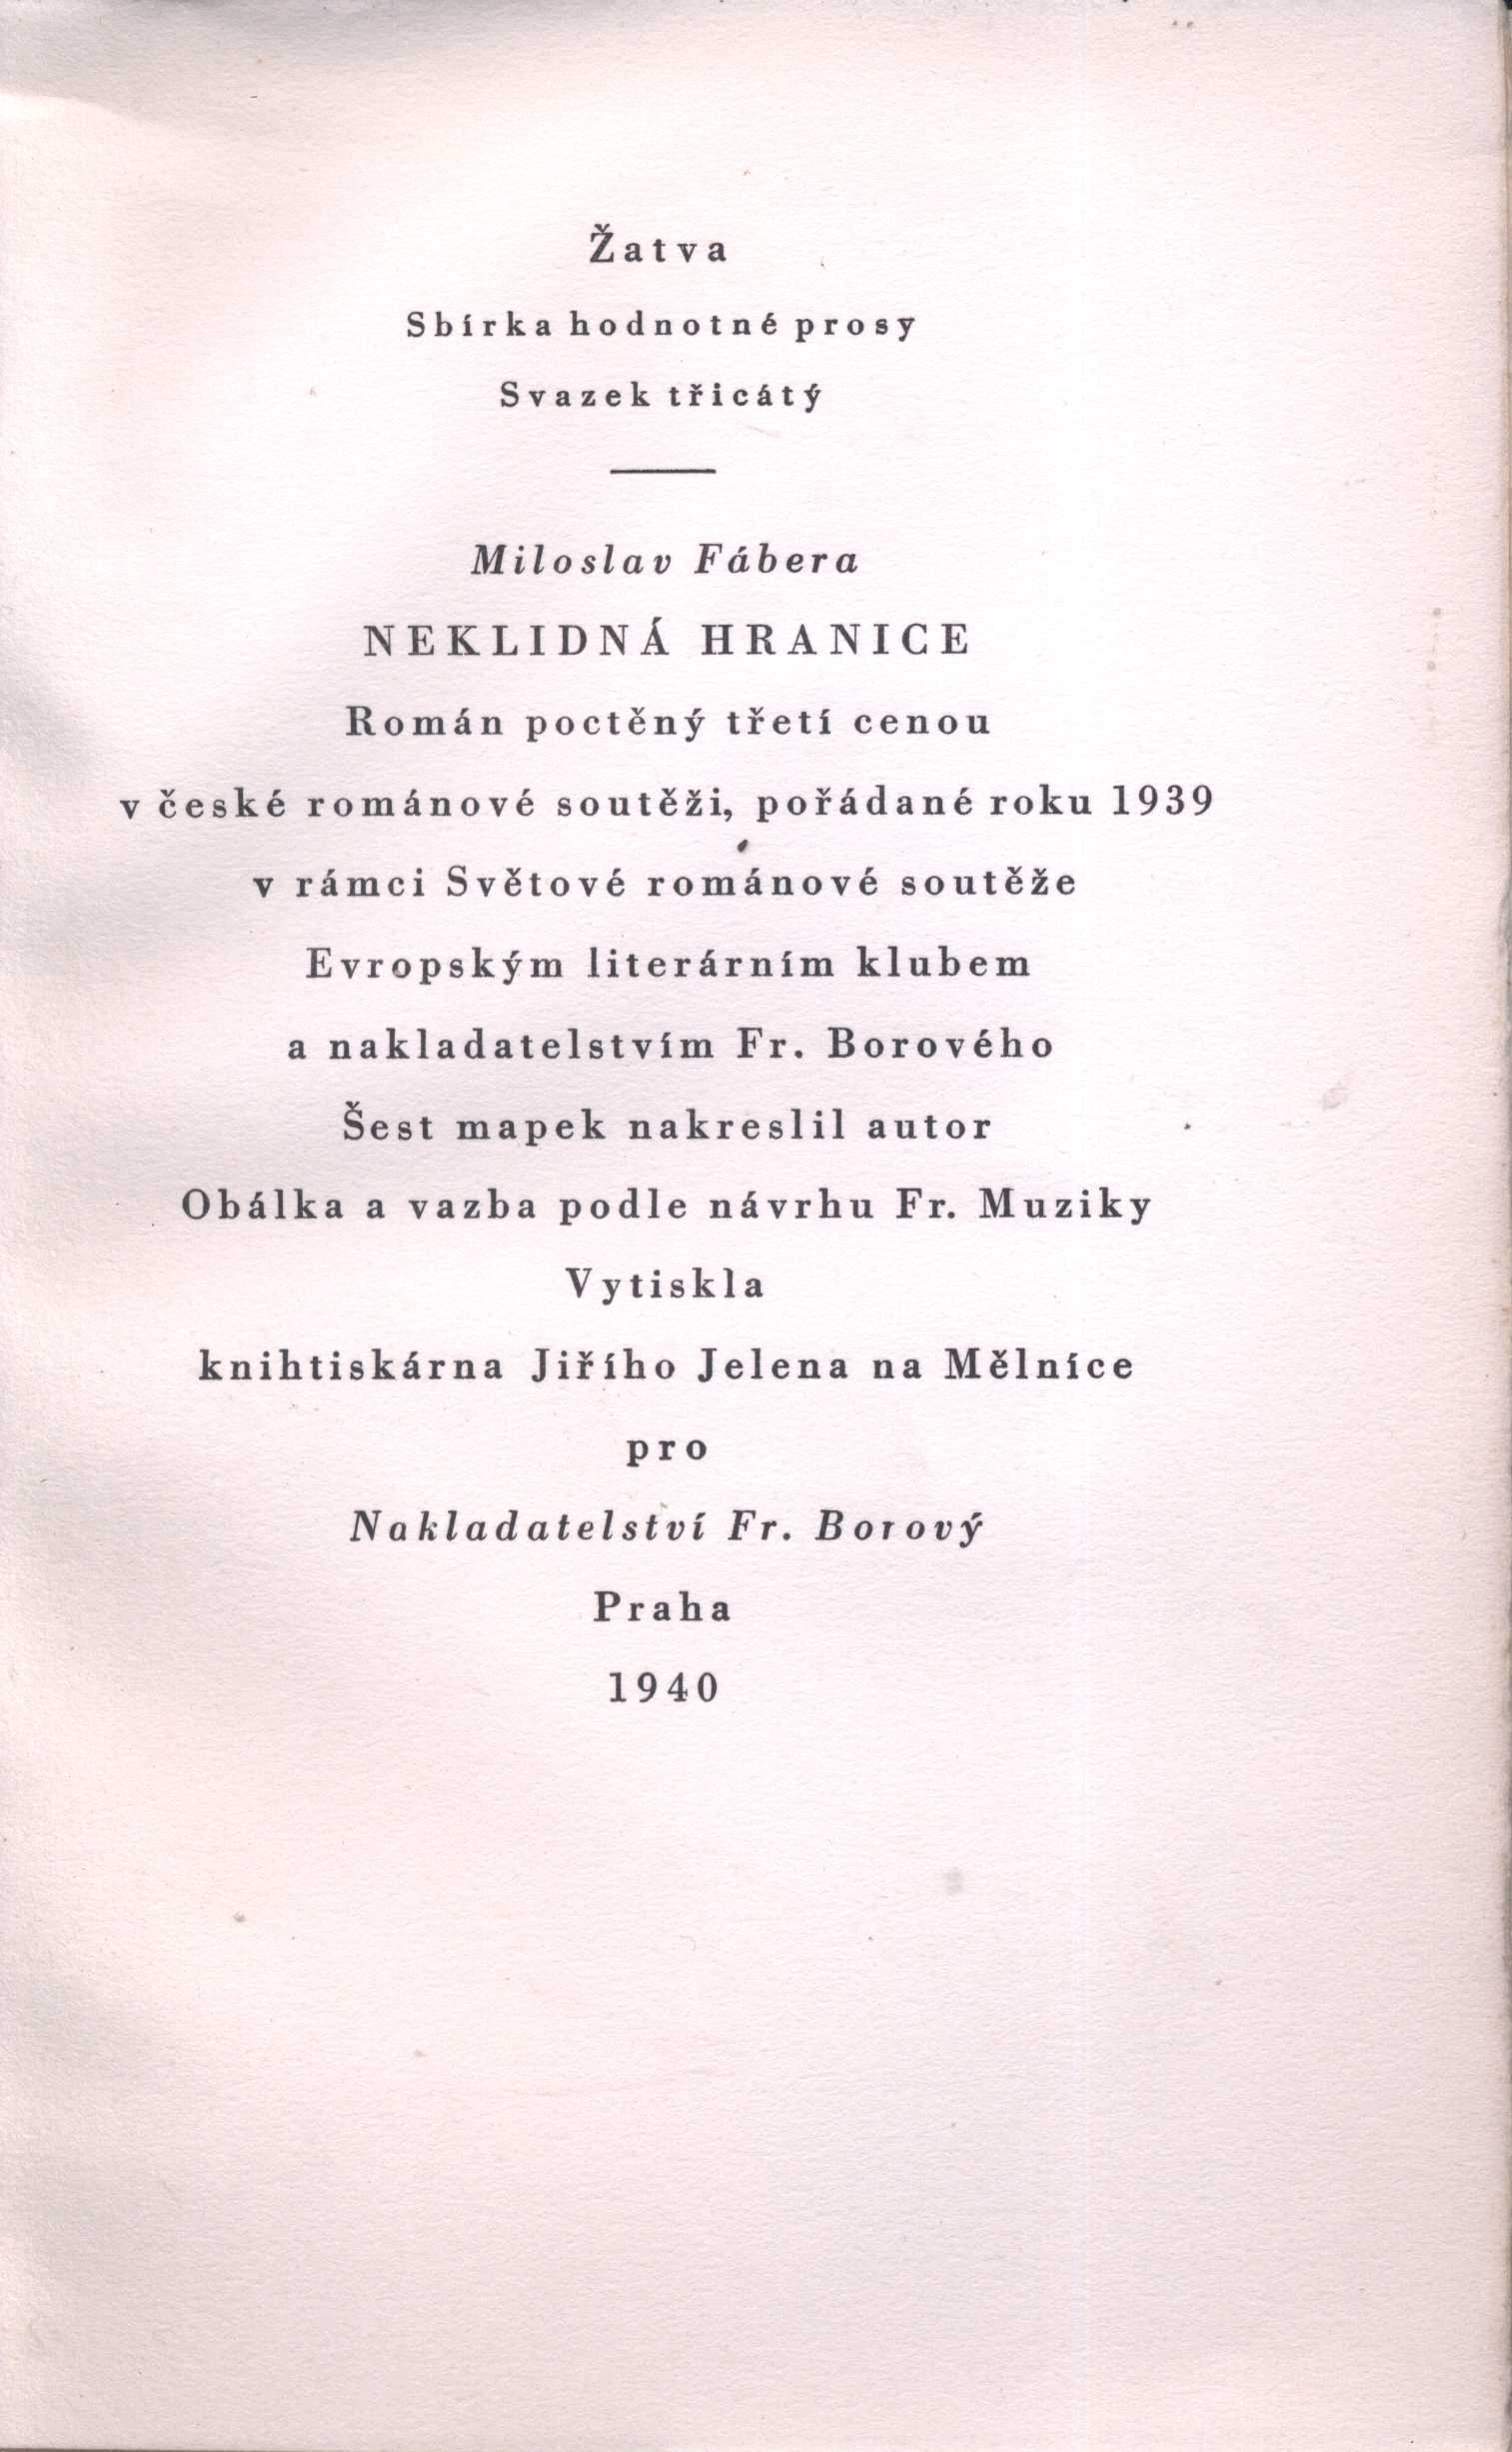 Žatva
Sbírka hodnotné prosy
Svazek třicátý
Miloslav Fábera
NEKLIDNÁ HRANICE
Román poctěný třetí cenou
v české románové soutěži, pořádané roku 1939
v rámci Světové románové soutěže
Evropským literárním klubem
a nakladatelstvím Fr. Borového
Šest mapek nakreslil autor
Obálka a vazba podle návrhu Fr. Muziky
Vytiskla
knihtiskárna Jiřího Jelena na Mělníce
pro
Nakladatelství Fr. Borový
Praha
1940